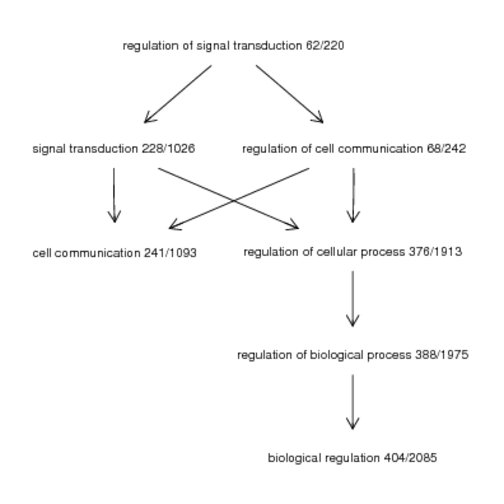 regulation of signal transduction 62/220
signal transduction 228/1026
regulation of cell communication 68/242
cell communication 241/1093
regulation of cellular process 376/1913
regulation of biological process 388/1975
biological regulation 404/2085